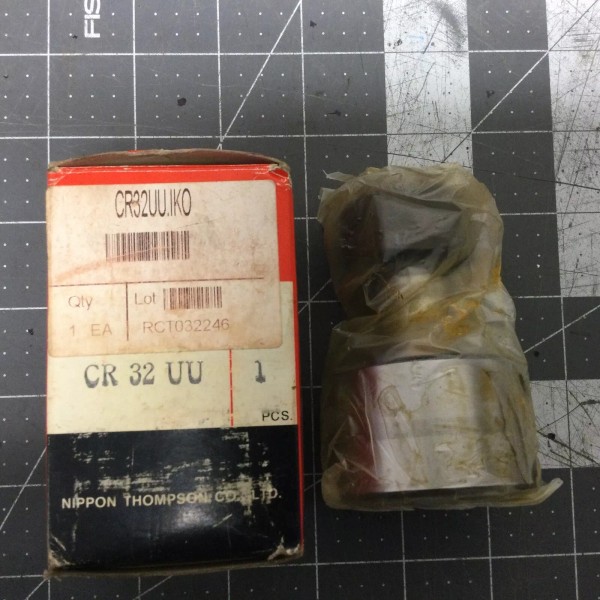 FIS
CR32UU.IKO
Qty
Lot
1 EA
RCT032246
CR 32 UU
1
PCS.
NIPPON THOMPSON CO., LTD.